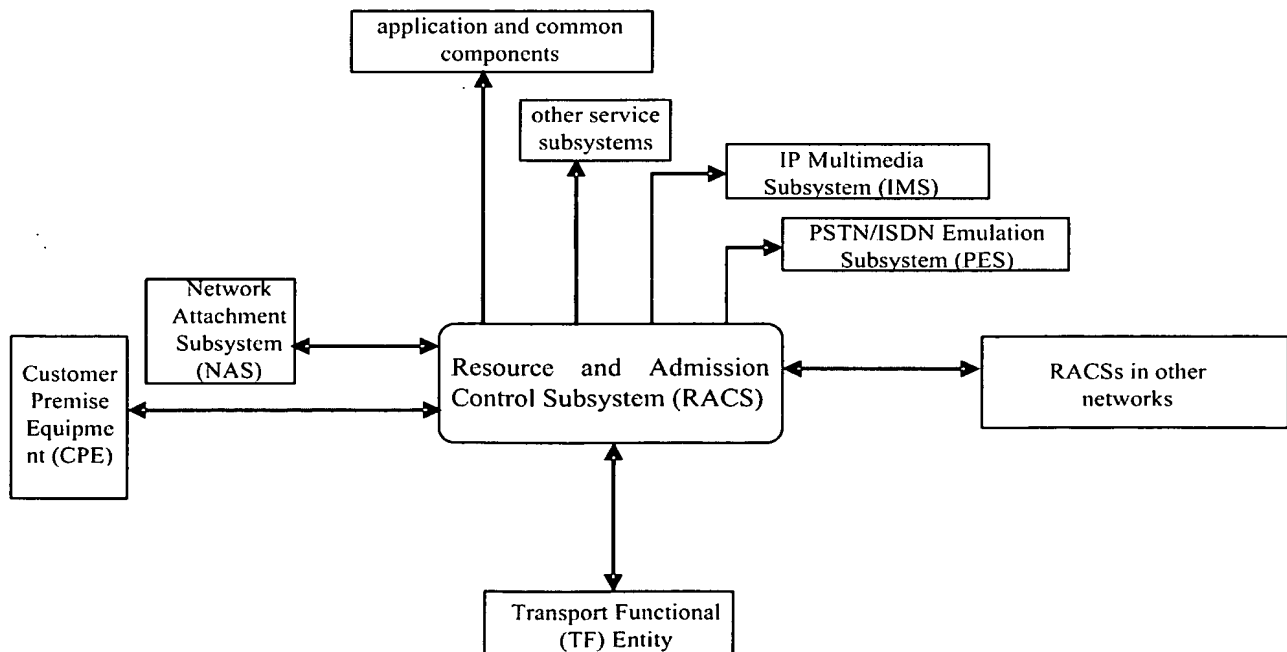 application and common
components
other service
subsystems
IP Multimedia
Subsystem (IMS)
PSTN/ISDN Emulation
Subsystem (PES)
Network
Attachment
Subsystem
(NAS)
Customer
Premise
Equipme
nt (CPE)
Resource and Admission
Control Subsystem (RACS)
RACSs in other
networks
Transport Functional
(TF) Entity